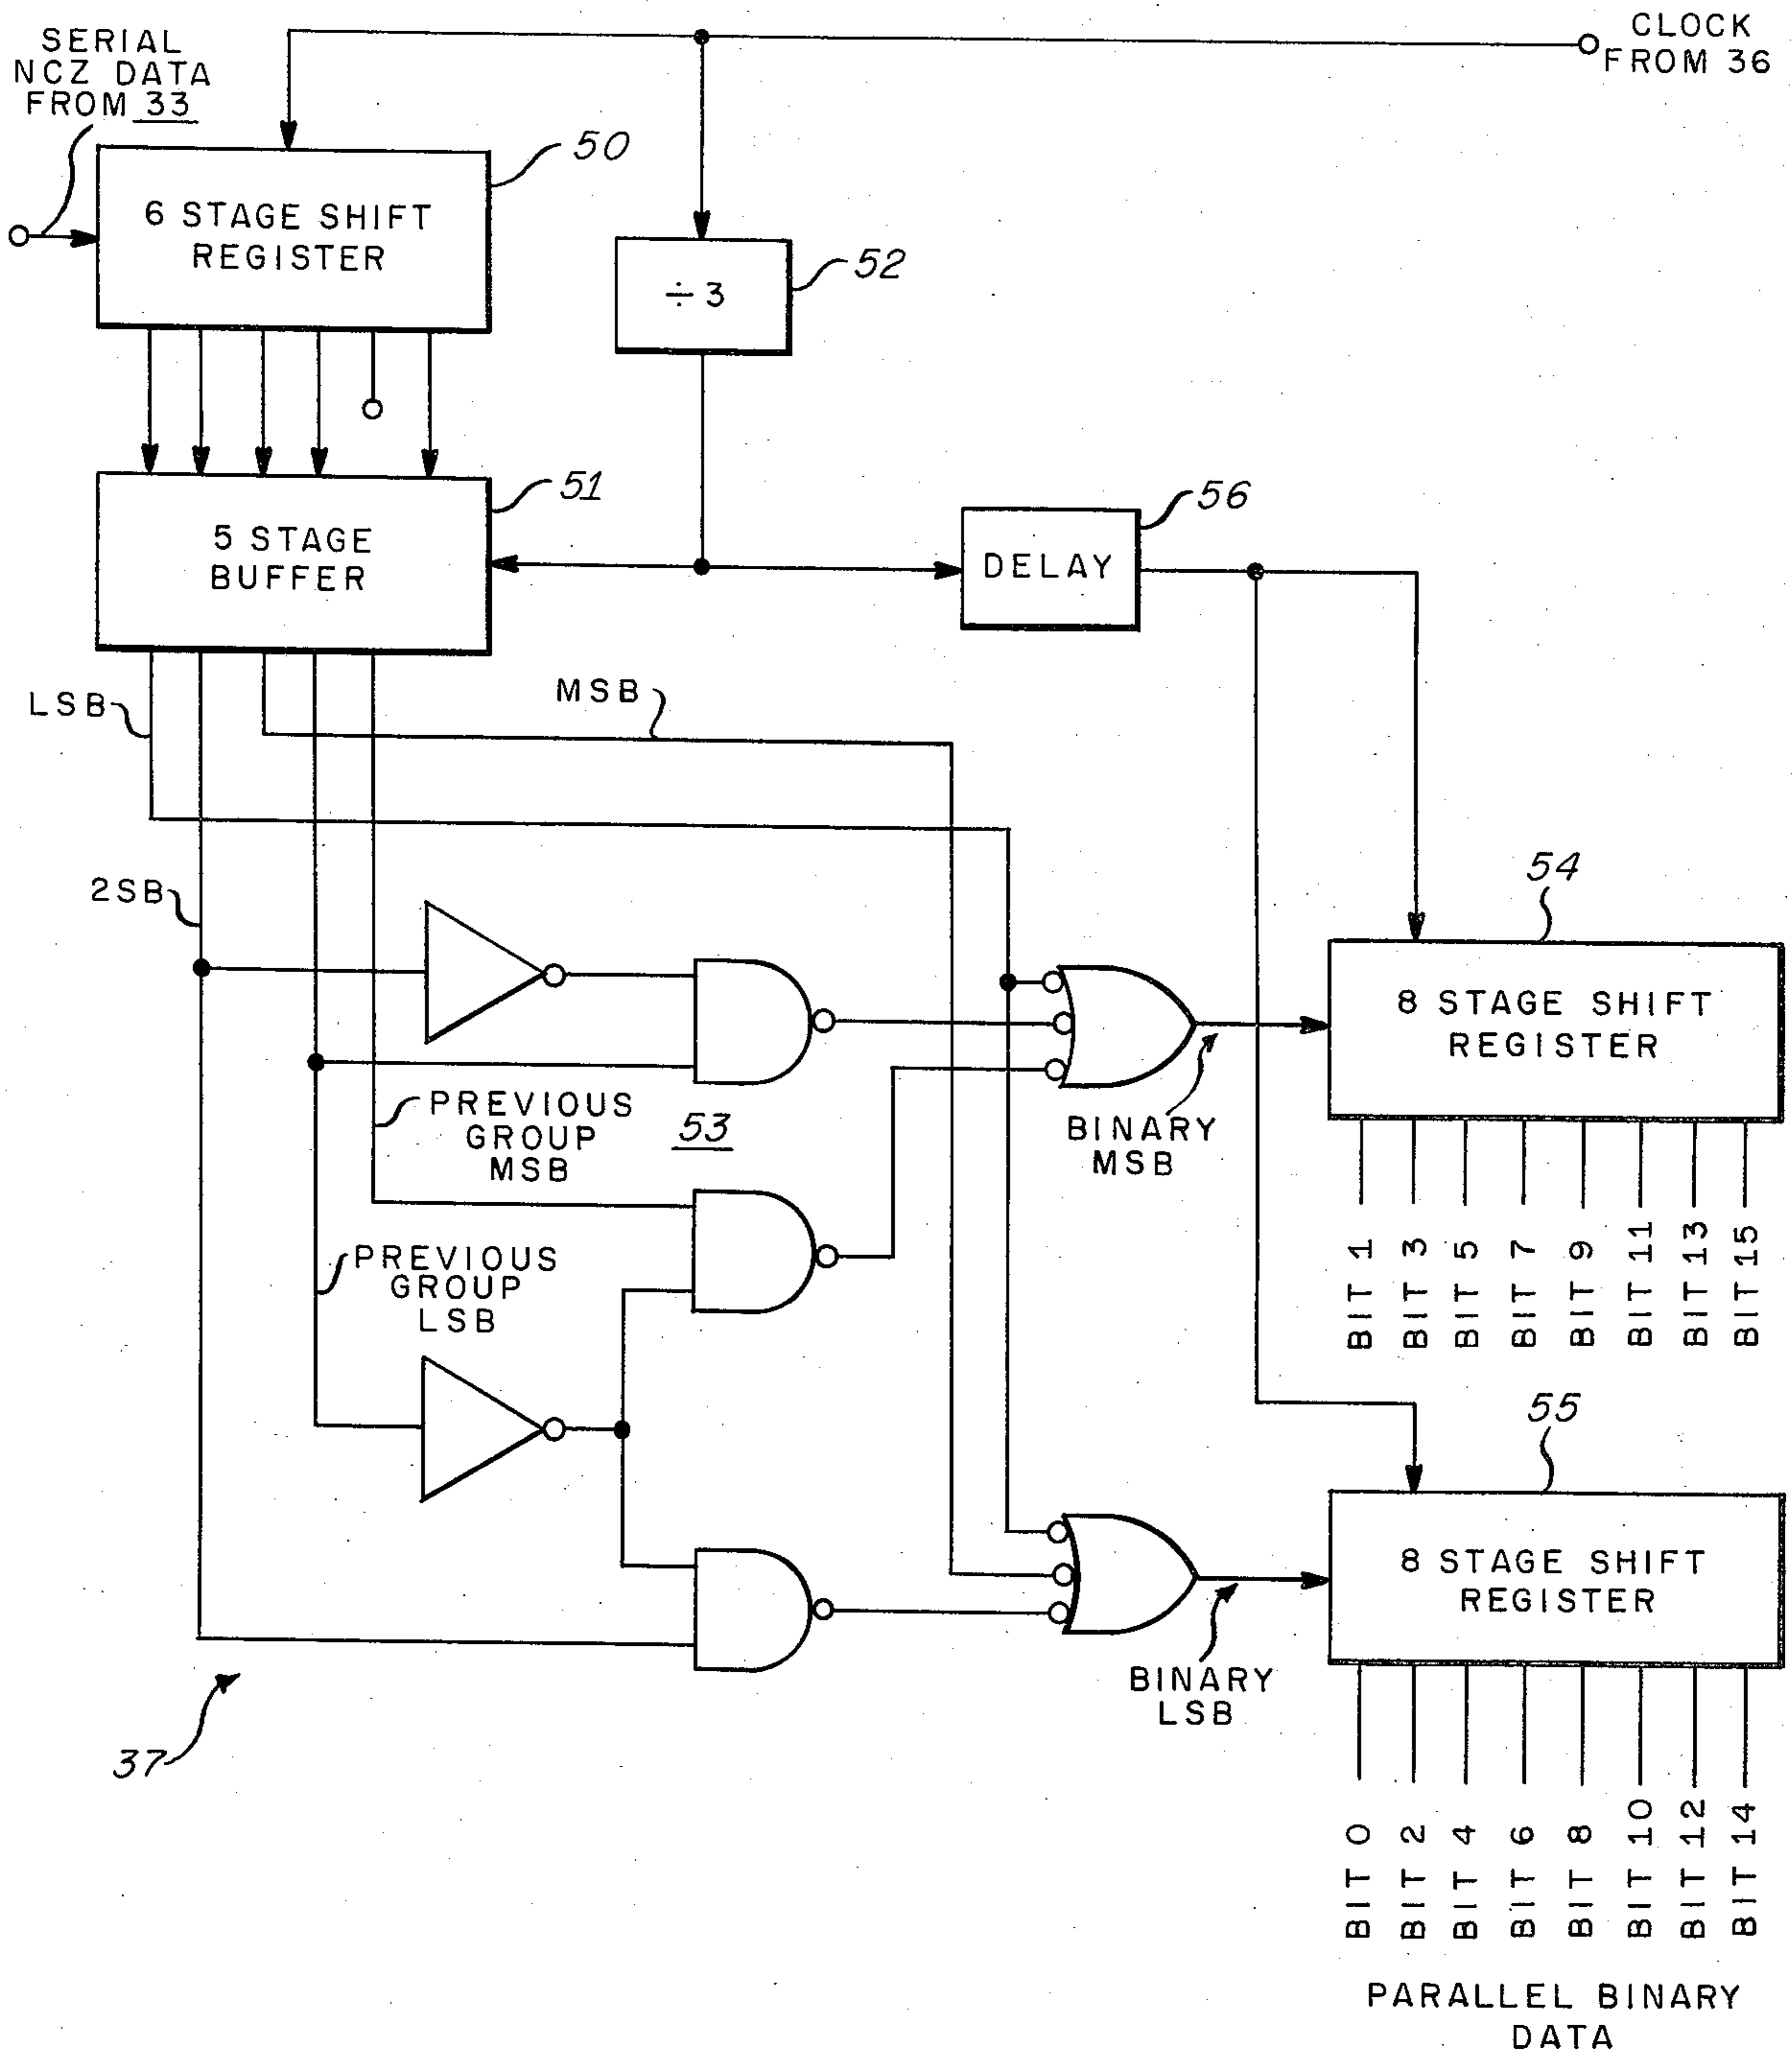 SERIAL
NCZ DATA
FROM 33
CLOCK
FROM 36
50
6 STAGE SHIFT
REGISTER
52
÷3
51
5 STAGE
BUFFER
56
DELAY
LSB
MSB
2SB
54
8 STAGE SHIFT
REGISTER
PREVIOUS
GROUP
MSB
53
BINARY
MSB
PREVIOUS
GROUP
LSB
BIT 1
BIT 3
BIT 5
BIT 7
BIT 9
BIT 11
BIT 13
BIT 15
55
8 STAGE SHIFT
REGISTER
BINARY
LSB
37
BIT 0
BIT 2
BIT 4
BIT 6
BIT 8
BIT 10
BIT 12
BIT 14
PARALLEL BINARY
DATA